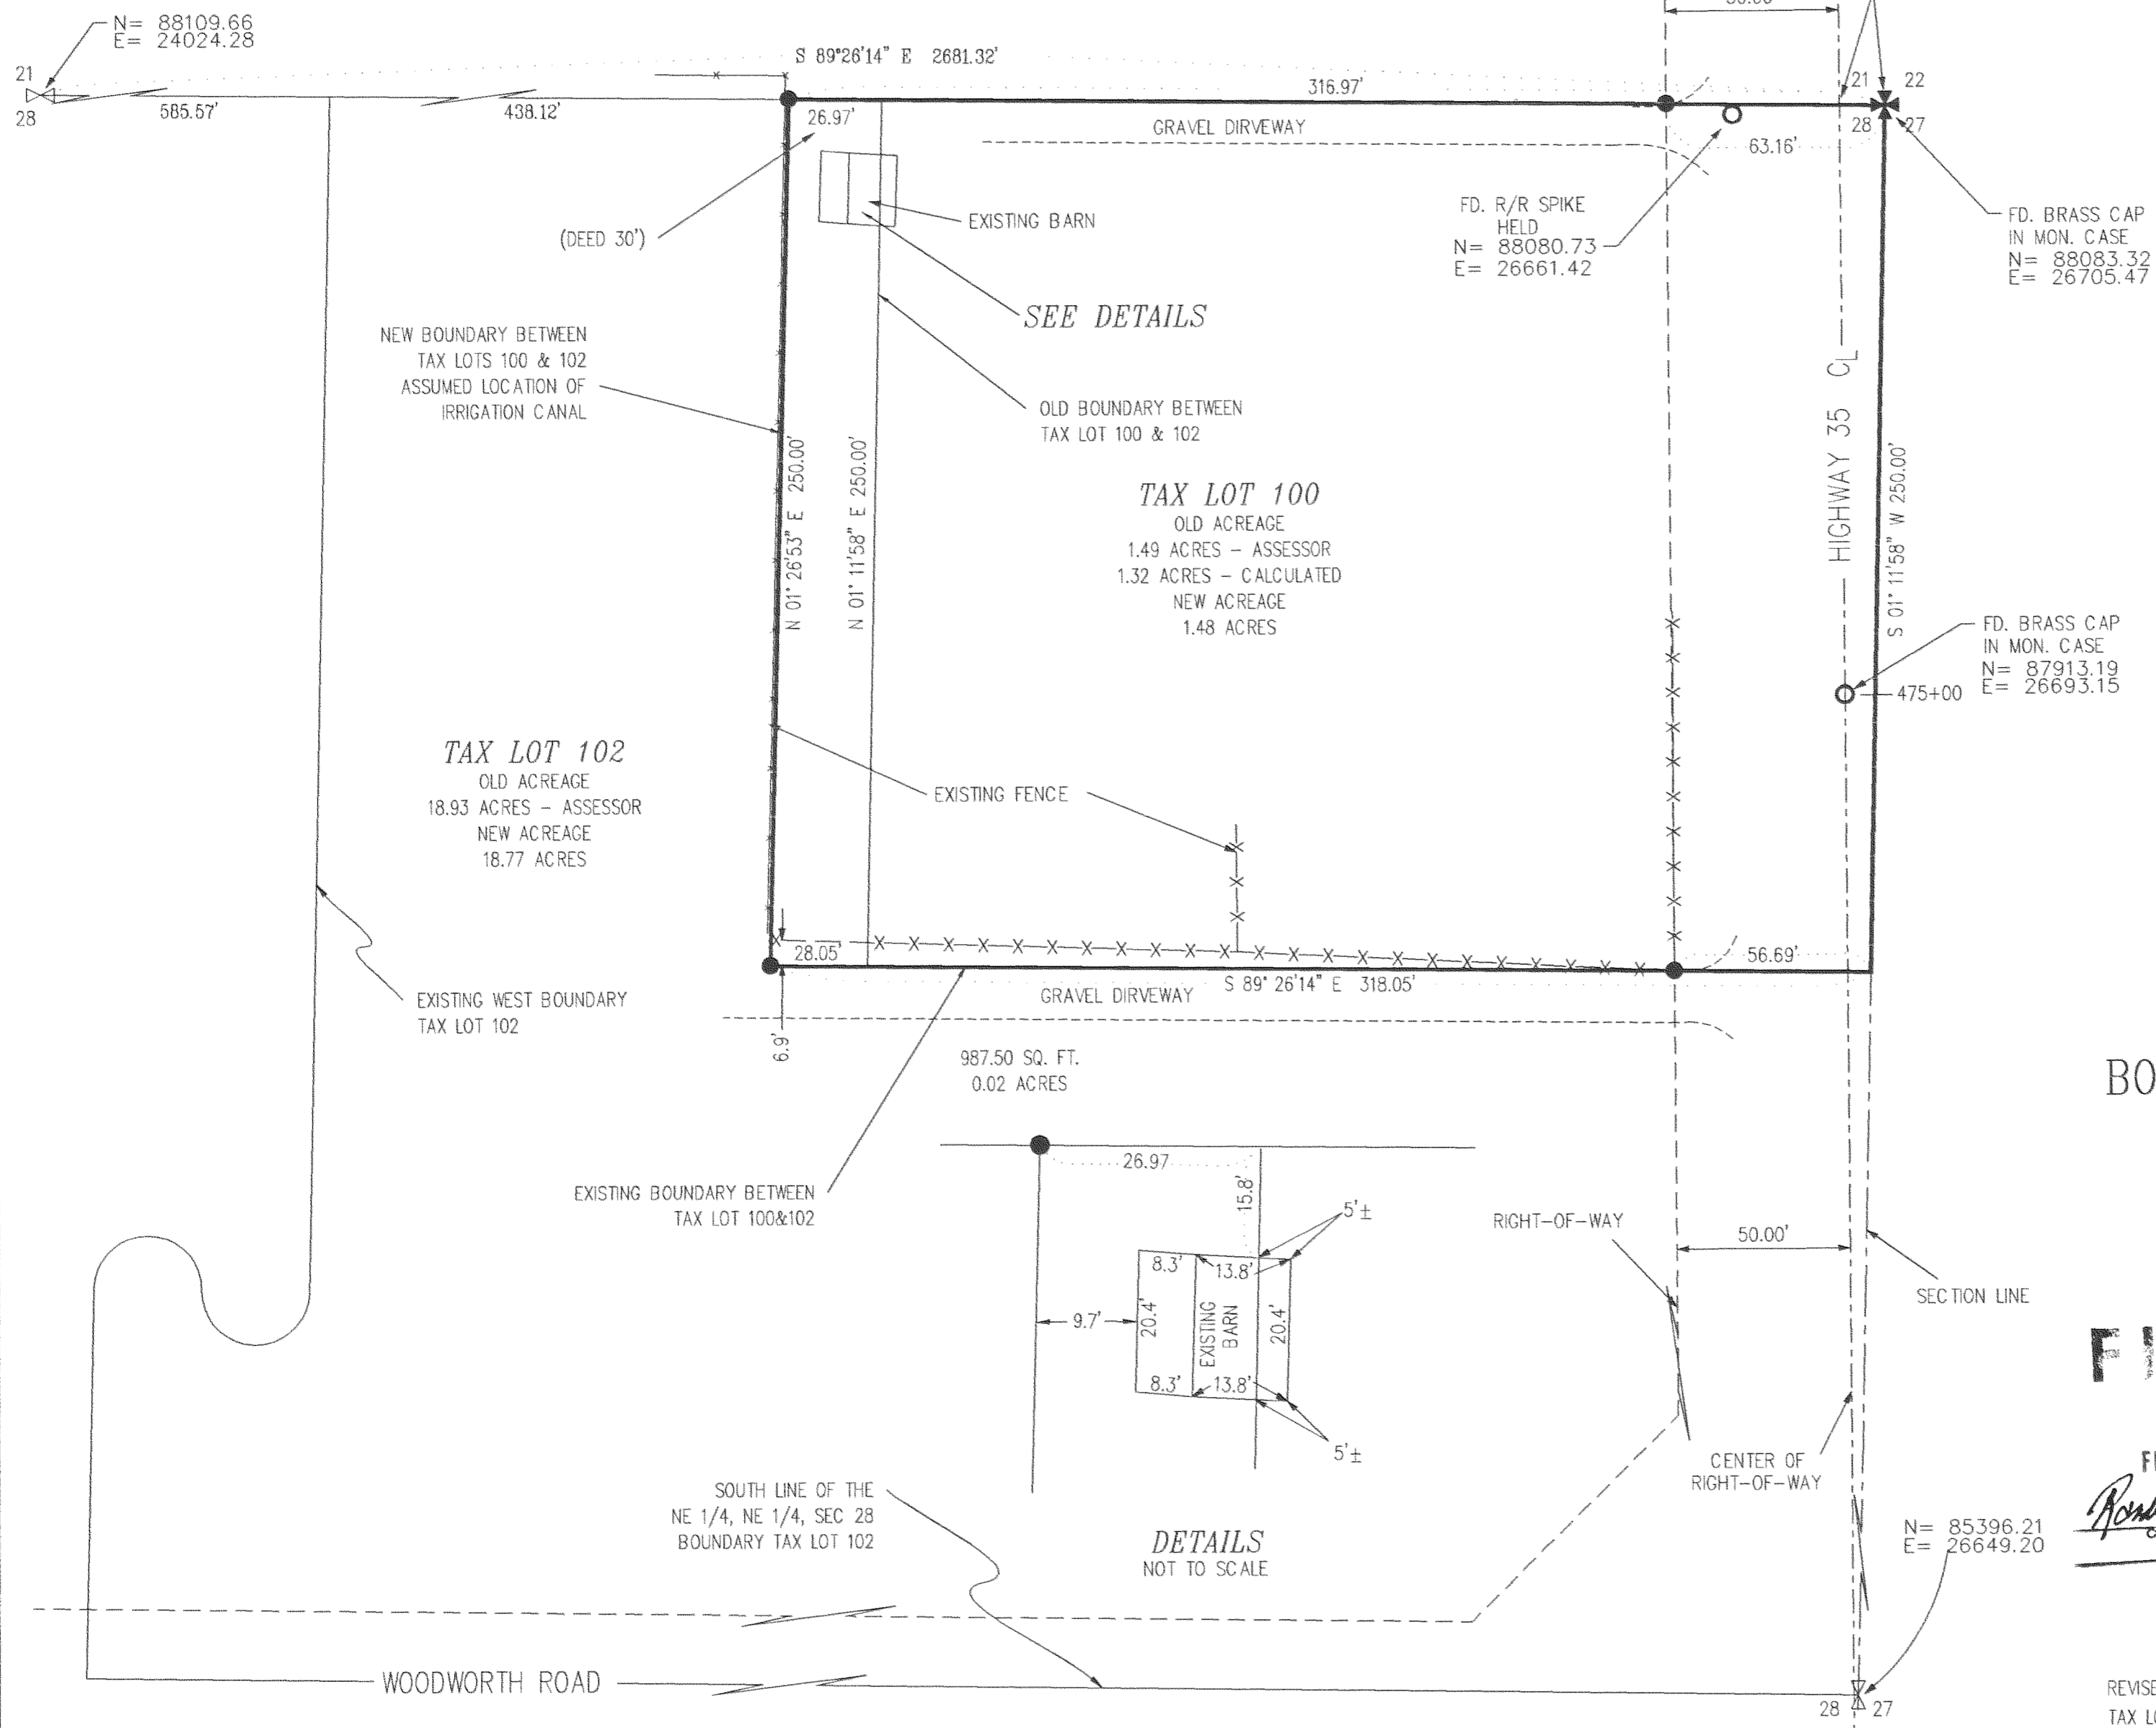 N= 88109.66
E= 24024.28
S 89°26'14" E 2681.32'
21
28
585.57'
438.12'
26.97'
316.97'
21
22
28
27
GRAVEL DIRVEWAY
63.16'
(DEED 30')
EXISTING BARN
FD. R/R SPIKE
HELD
N= 88080.73
E= 26661.42
FD. BRASS CAP
IN MON. CASE
N= 88083.32
E= 26705.47
SEE DETAILS
NEW BOUNDARY BETWEEN
TAX LOTS 100 & 102
ASSUMED LOCATION OF
IRRIGATION CANAL
OLD BOUNDARY BETWEEN
TAX LOT 100 & 102
N 01° 26'53" E 250.00'
N 01° 11'58" E 250.00'
TAX LOT 100
OLD ACREAGE
1.49 ACRES - ASSESSOR
1.32 ACRES - CALCULATED
NEW ACREAGE
1.48 ACRES
HIGHWAY 35 CL
S 01° 11'58" W 250.00'
FD. BRASS CAP
IN MON. CASE
N= 87913.19
E= 26693.15
475+00
TAX LOT 102
OLD ACREAGE
18.93 ACRES - ASSESSOR
NEW ACREAGE
18.77 ACRES
EXISTING FENCE
28.05'
56.69'
EXISTING WEST BOUNDARY
TAX LOT 102
GRAVEL DIRVEWAY
S 89° 26'14" E 318.05'
6.9'
987.50 SQ. FT.
0.02 ACRES
BO
26.97
15.8'
5'±
EXISTING BOUNDARY BETWEEN
TAX LOT 100&102
RIGHT-OF-WAY
50.00'
8.3'
13.8'
9.7'
20.4'
EXISTING
BARN
20.4'
SECTION LINE
8.3'
13.8'
5'±
CENTER OF
RIGHT-OF-WAY
SOUTH LINE OF THE
NE 1/4, NE 1/4, SEC 28
BOUNDARY TAX LOT 102
DETAILS
NOT TO SCALE
N= 85396.21
E= 26649.20
WOODWORTH ROAD
28
27
REVISE
TAX L